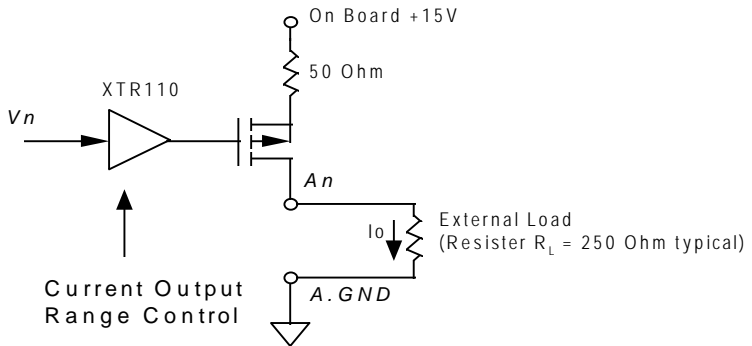 On Board +15V
50 Ohm
XTR110
Vn
An
Io
External Load
(Resister RL = 250 Ohm typical)
A.GND
Current Output
Range Control